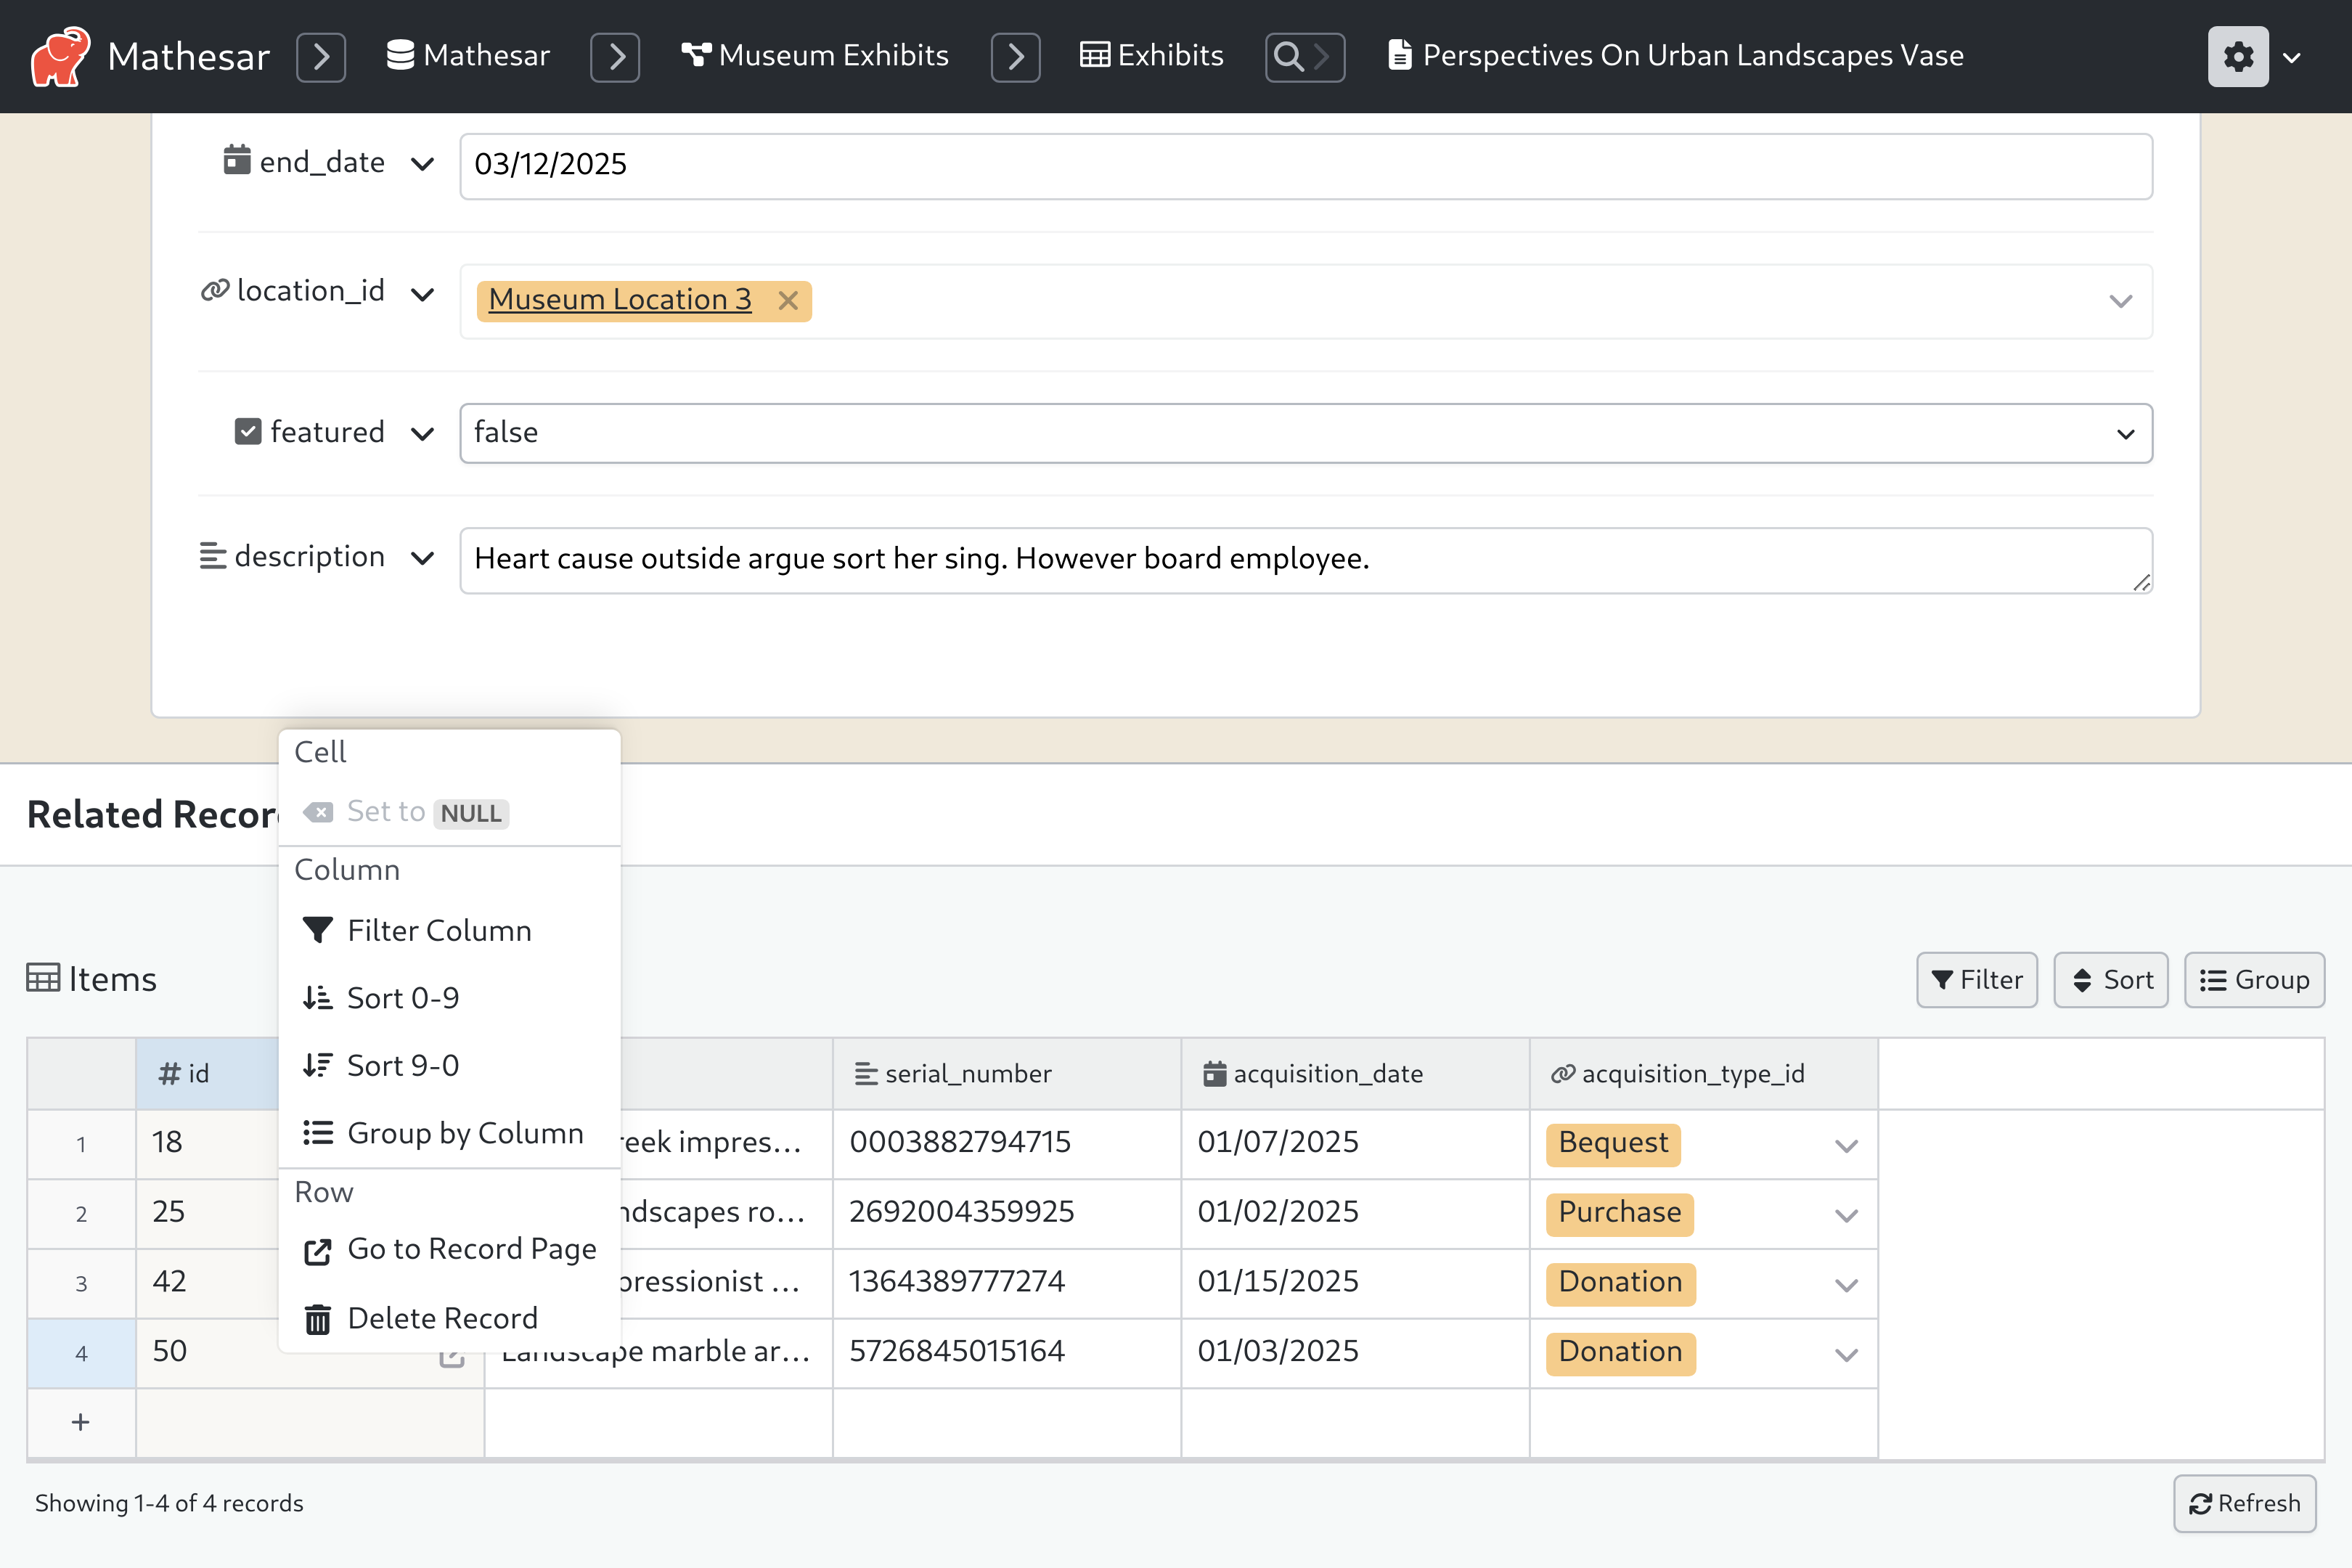 Mathesar Mathesar Museum Exhibits Exhibits Perspectives On Urban Landscapes Vase
end_date 03/12/2025
location_id Museum Location 3
featured false
description Heart cause outside argue sort her sing. However board employee.
Cell
Set to NULL
Related
Column
Filter Column
Sort 0-9
Sort 9-0
Group by Column
Row
Go to Record Page
Delete Record
Items Filter Sort Group
# id serial_number acquisition_date acquisition_type_id
1 18 impres... 0003882794715 01/07/2025 Bequest
2 25 ro... 2692004359925 01/02/2025 Purchase
3 42 ... 1364389777274 01/15/2025 Donation
4 50 Landscape marble ar... 5726845015164 01/03/2025 Donation
+
Showing 1-4 of 4 records Refresh